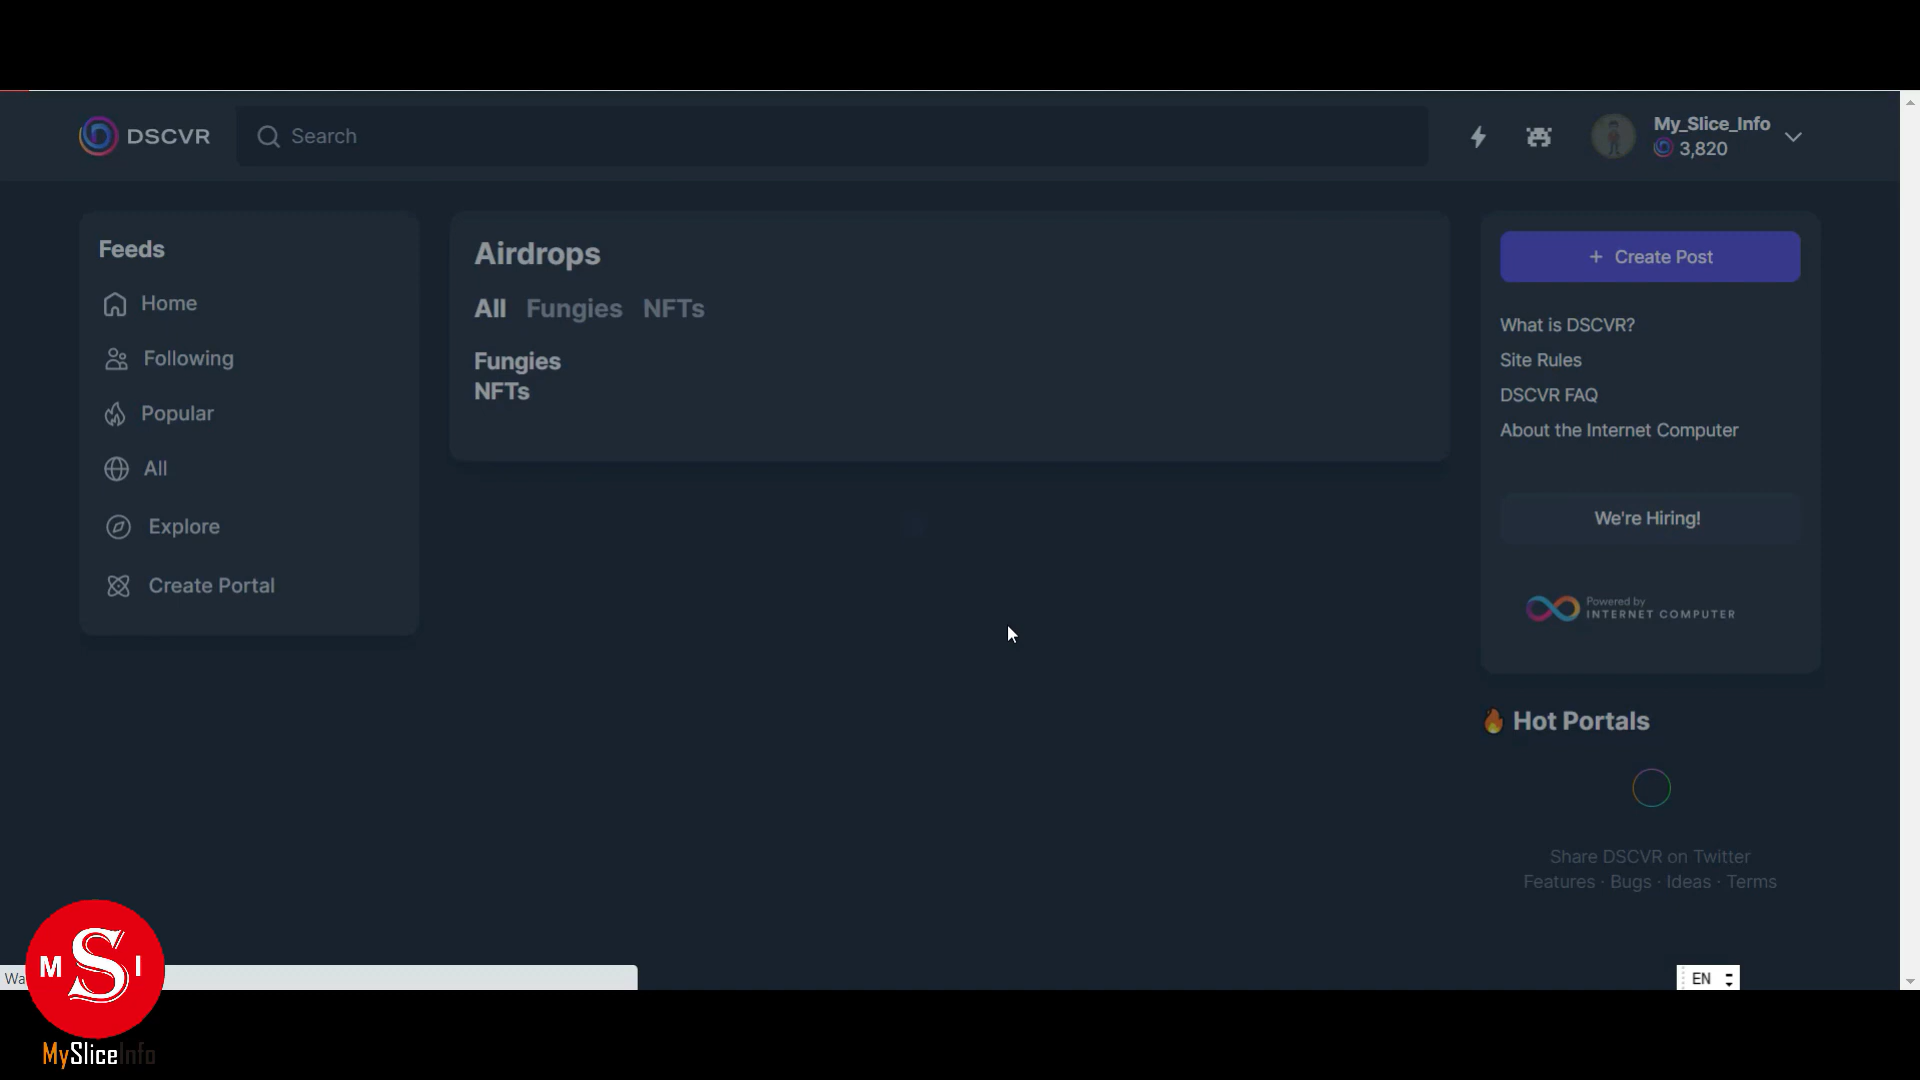 DSCVR
Search
My_Slice_Info
3,820
Feeds
Home
Following
Popular
All
Explore
Create Portal
Airdrops
All Fungies NFTs
Fungies
NFTs
+ Create Post
What is DSCVR?
Site Rules
DSCVR FAQ
About the Internet Computer
We're Hiring!
Powered by
INTERNET COMPUTER
🔥 Hot Portals
Share DSCVR on Twitter
Features · Bugs · Ideas · Terms
EN
M S I
MySliceInfo